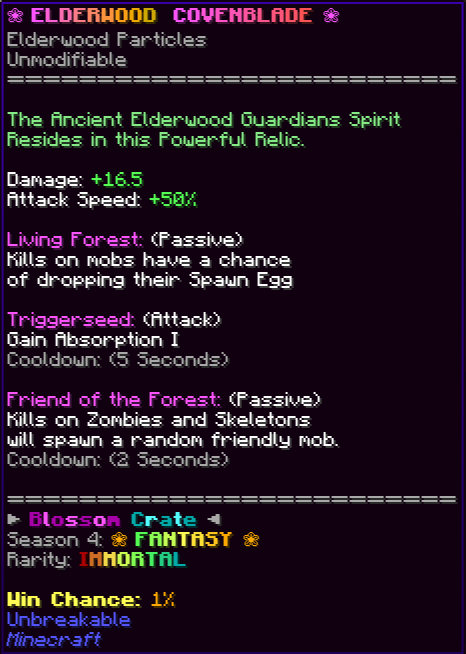 ❀ ELDERWOOD COVENBLADE ❀
Elderwood Particles
Unmodifiable
=========================
The Ancient Elderwood Guardians Spirit
Resides in this Powerful Relic.
Damage: +16.5
Attack Speed: +50%
Living Forest: (Passive)
Kills on mobs have a chance
of dropping their Spawn Egg
Triggerseed: (Attack)
Gain Absorption I
Cooldown: (5 Seconds)
Friend of the Forest: (Passive)
Kills on Zombies and Skeletons
will spawn a random friendly mob.
Cooldown: (2 Seconds)
=========================
► Blossom Crate ◄
Season 4: ❀ FANTASY ❀
Rarity: IMMORTAL
Win Chance: 1%
Unbreakable
Minecraft